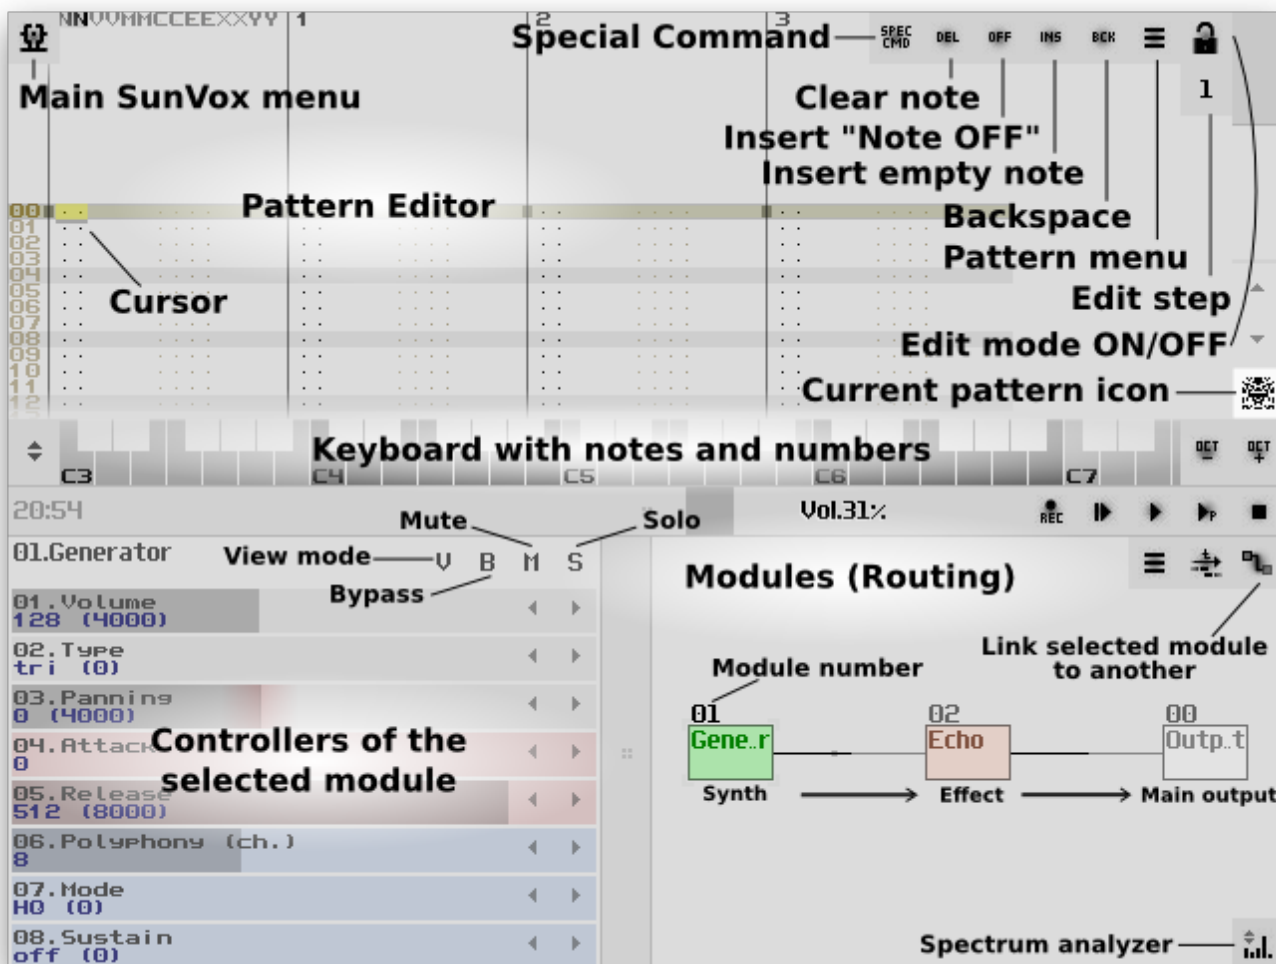 NNVVMMCCEEXXYY 1 2 3
Special Command
SPEC CMD
DEL
OFF
INS
BCK
Main SunVox menu
Clear note
1
Insert "Note OFF"
Insert empty note
Pattern Editor
Backspace
Pattern menu
Cursor
Edit step
Edit mode ON/OFF
Current pattern icon
00
01
02
03
04
05
06
07
08
09
10
11
12
Keyboard with notes and numbers
OCT -
OCT +
C3 C4 C5 C6 C7
20:54
Vol.31%
REC
P
Mute
Solo
01.Generator
View mode
V B M S
Bypass
Modules (Routing)
01.Volume
128 (4000)
02.Type
tri (0)
03.Panning
0 (4000)
04.Attack
0
Controllers of the
selected module
05.Release
512 (8000)
06.Polyphony (ch.)
8
07.Mode
HQ (0)
08.Sustain
off (0)
Link selected module
to another
Module number
01 02 00
Gene..r Echo Outp..t
Synth Effect Main output
Spectrum analyzer